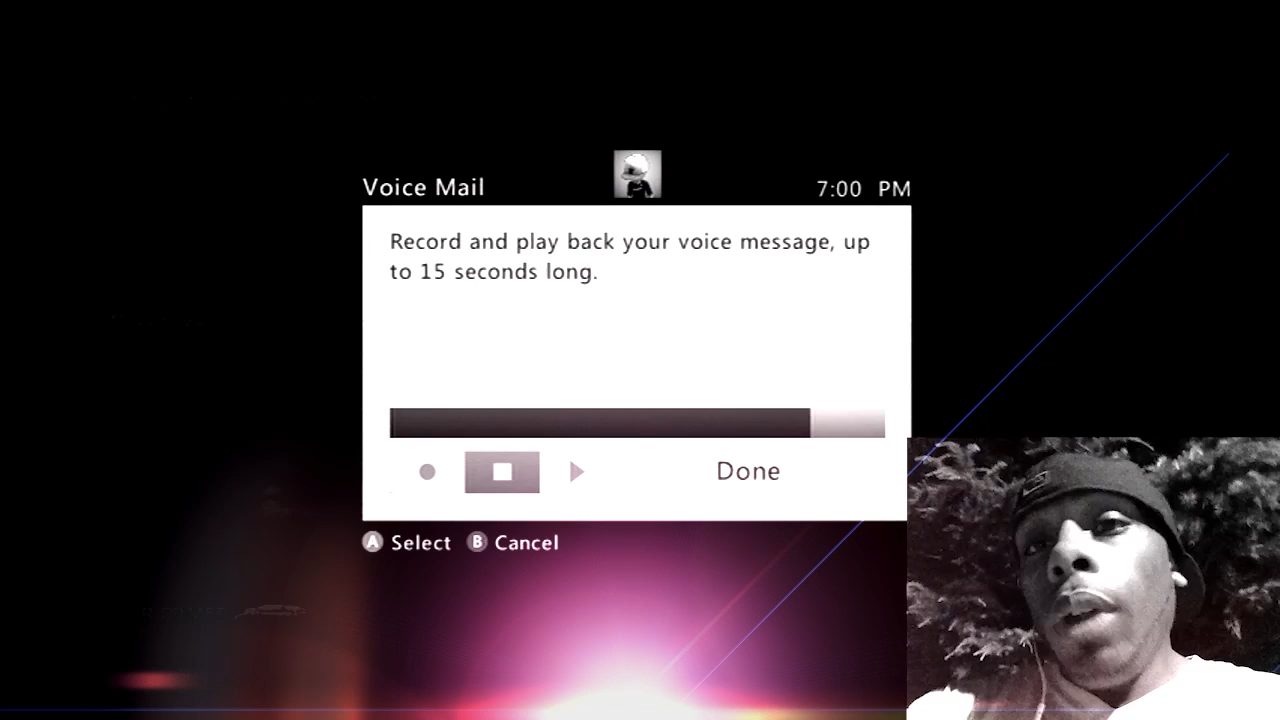 Voice Mail
7:00 PM
Record and play back your voice message, up
to 15 seconds long.
Done
A Select B Cancel